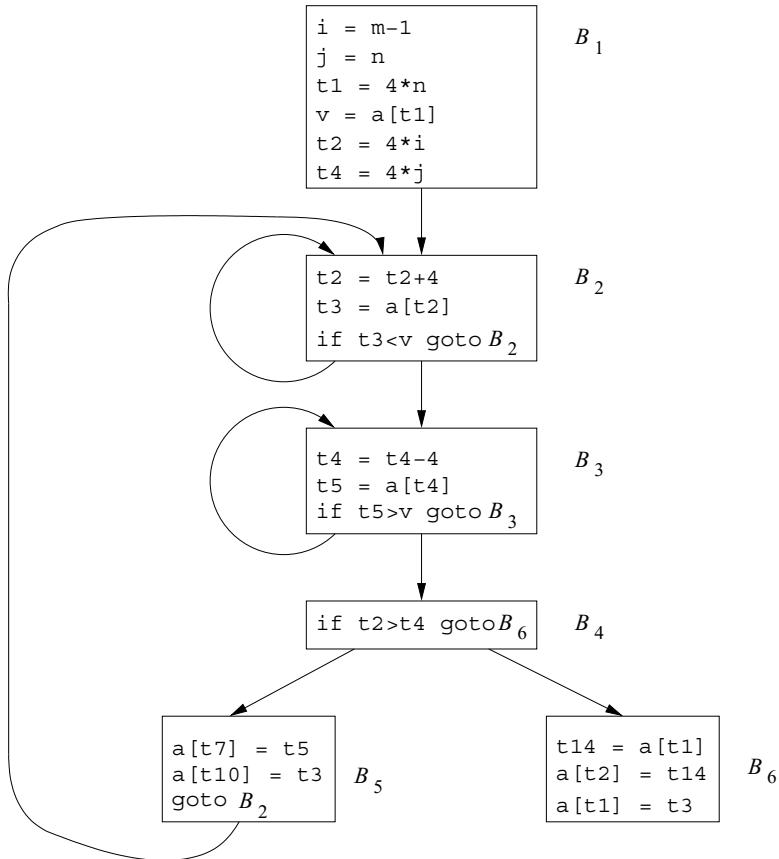 i = m-1
j = n
t1 = 4*n
v = a[t1]
t2 = 4*i
t4 = 4*j
B1
t2 = t2+4
t3 = a[t2]
if t3<v goto B2
B2
t4 = t4-4
t5 = a[t4]
if t5>v goto B3
B3
if t2>t4 goto B6
B4
a[t7] = t5
a[t10] = t3
goto B2
B5
t14 = a[t1]
a[t2] = t14
a[t1] = t3
B6